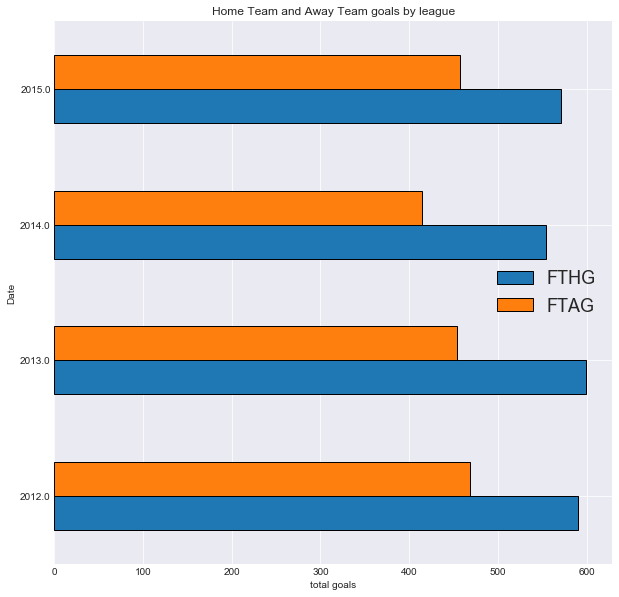 Home Team and Away Team goals by league
2015.0
2014.0
2013.0
2012.0
Date
FTHG
FTAG
0 100 200 300 400 500 600
total goals